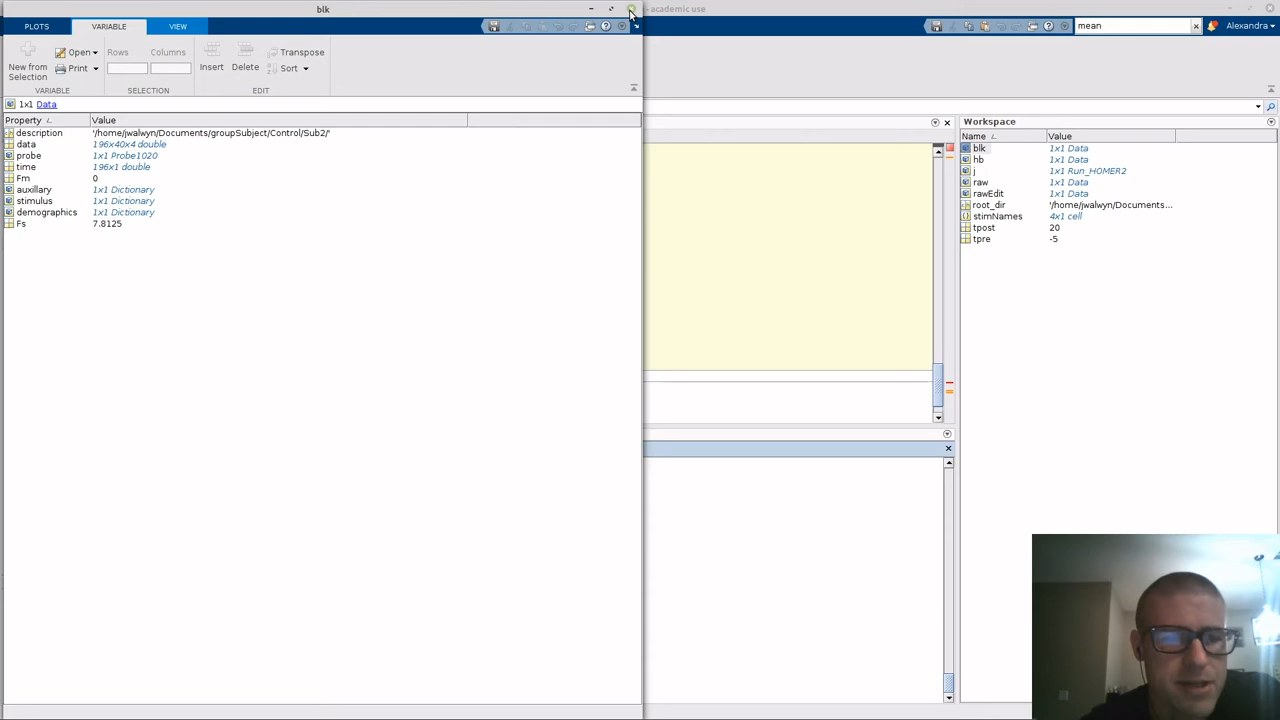 blk
- academic use
PLOTS VARIABLE VIEW
mean
Alexandra
New from Selection
Open
Print
Rows Columns
Insert Delete
Transpose
Sort
VARIABLE SELECTION EDIT
1x1 Data
Property Value
description '/home/jwalwyn/Documents/groupSubject/Control/Sub2/'
data 196x40x4 double
probe 1x1 Probe1020
time 196x1 double
Fm 0
auxillary 1x1 Dictionary
stimulus 1x1 Dictionary
demographics 1x1 Dictionary
Fs 7.8125
Workspace
Name Value
blk 1x1 Data
hb 1x1 Data
j 1x1 Run_HOMER2
raw 1x1 Data
rawEdit 1x1 Data
root_dir '/home/jwalwyn/Documents...
stimNames 4x1 cell
tpost 20
tpre -5